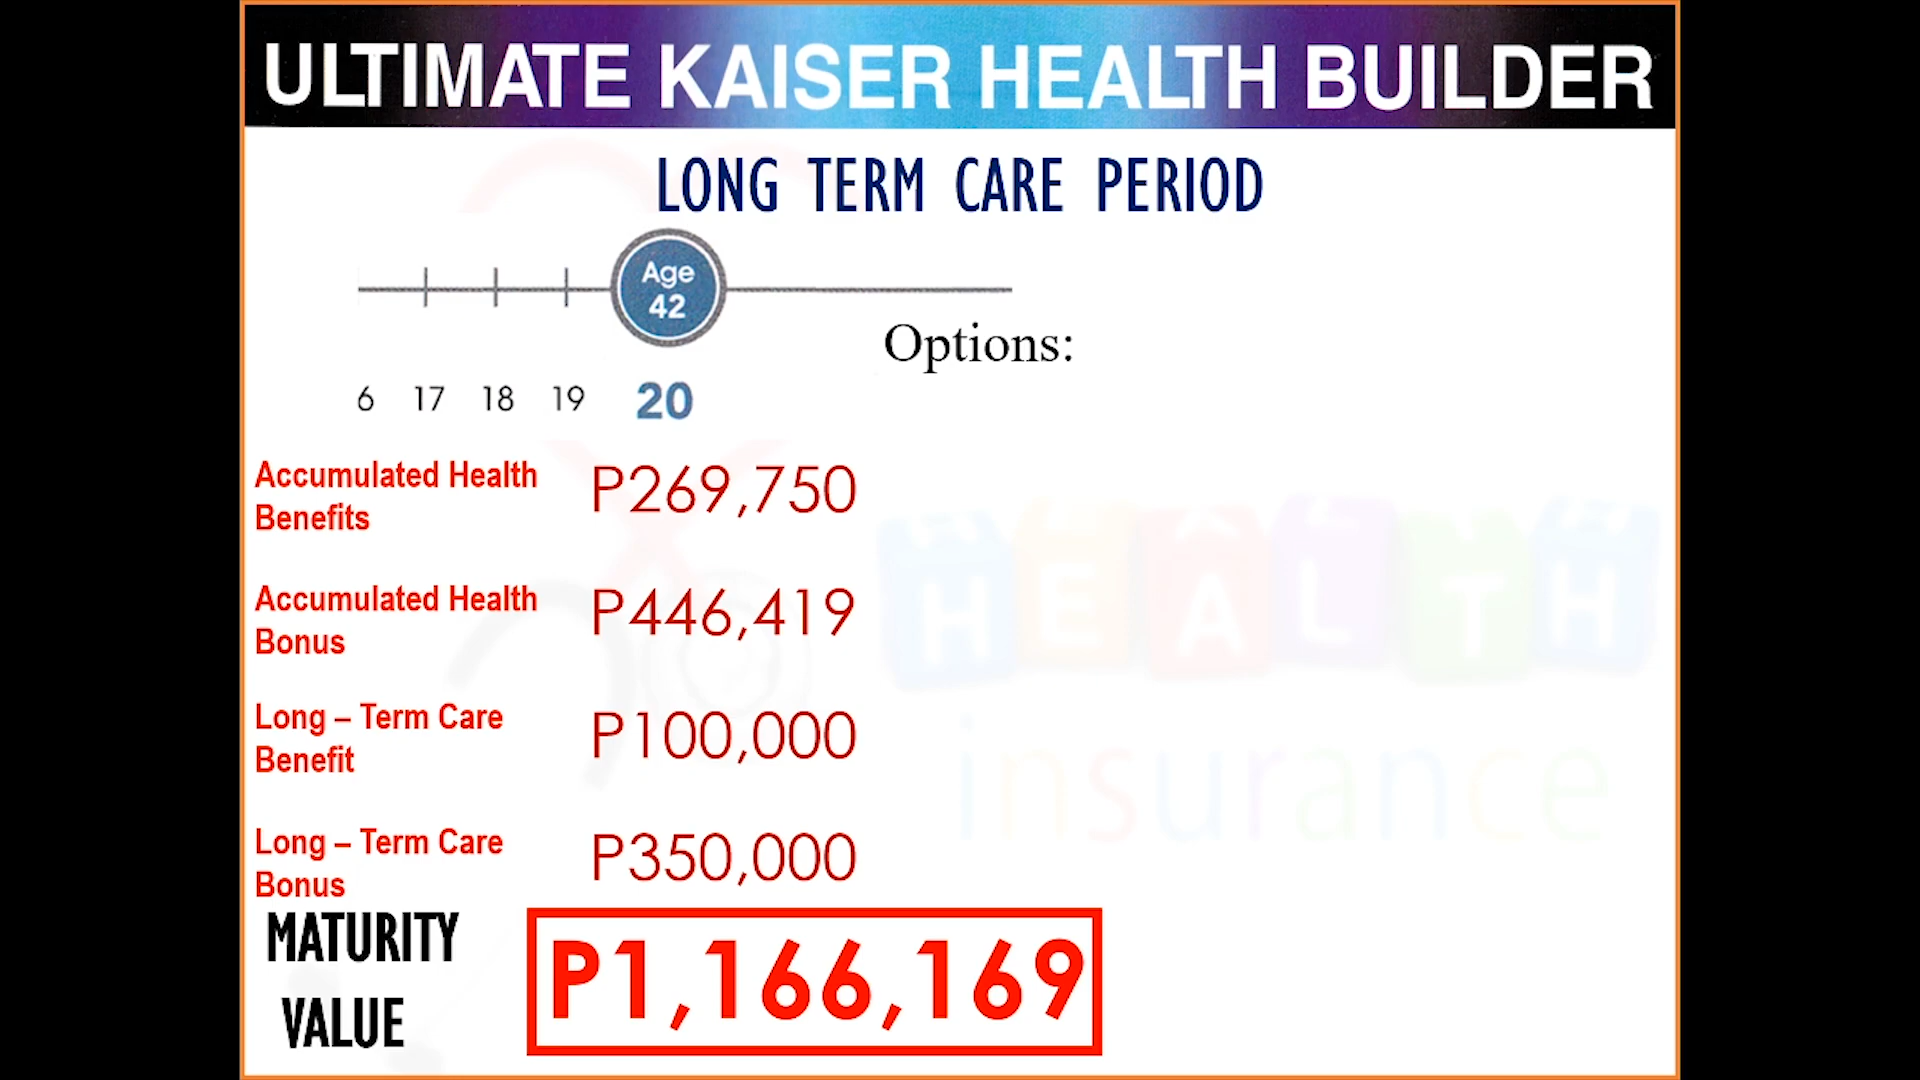 ULTIMATE KAISER HEALTH BUILDER
LONG TERM CARE PERIOD
Age
42
Options:
6 17 18 19 20
Accumulated Health
Benefits
P269,750
Accumulated Health
Bonus
P446,419
Long – Term Care
Benefit
P100,000
Long – Term Care
Bonus
P350,000
MATURITY
VALUE
P1,166,169
HEALTH
insurance